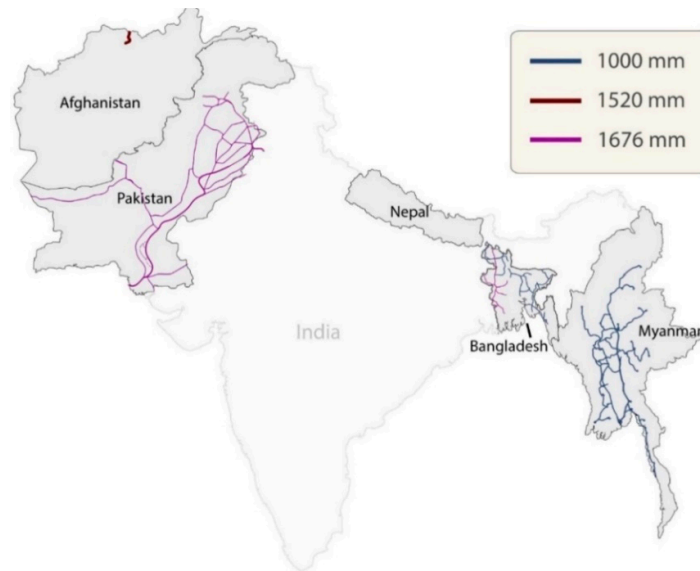 1000 mm
1520 mm
1676 mm
Afghanistan
Pakistan
Nepal
India
Bangladesh
Myanmar